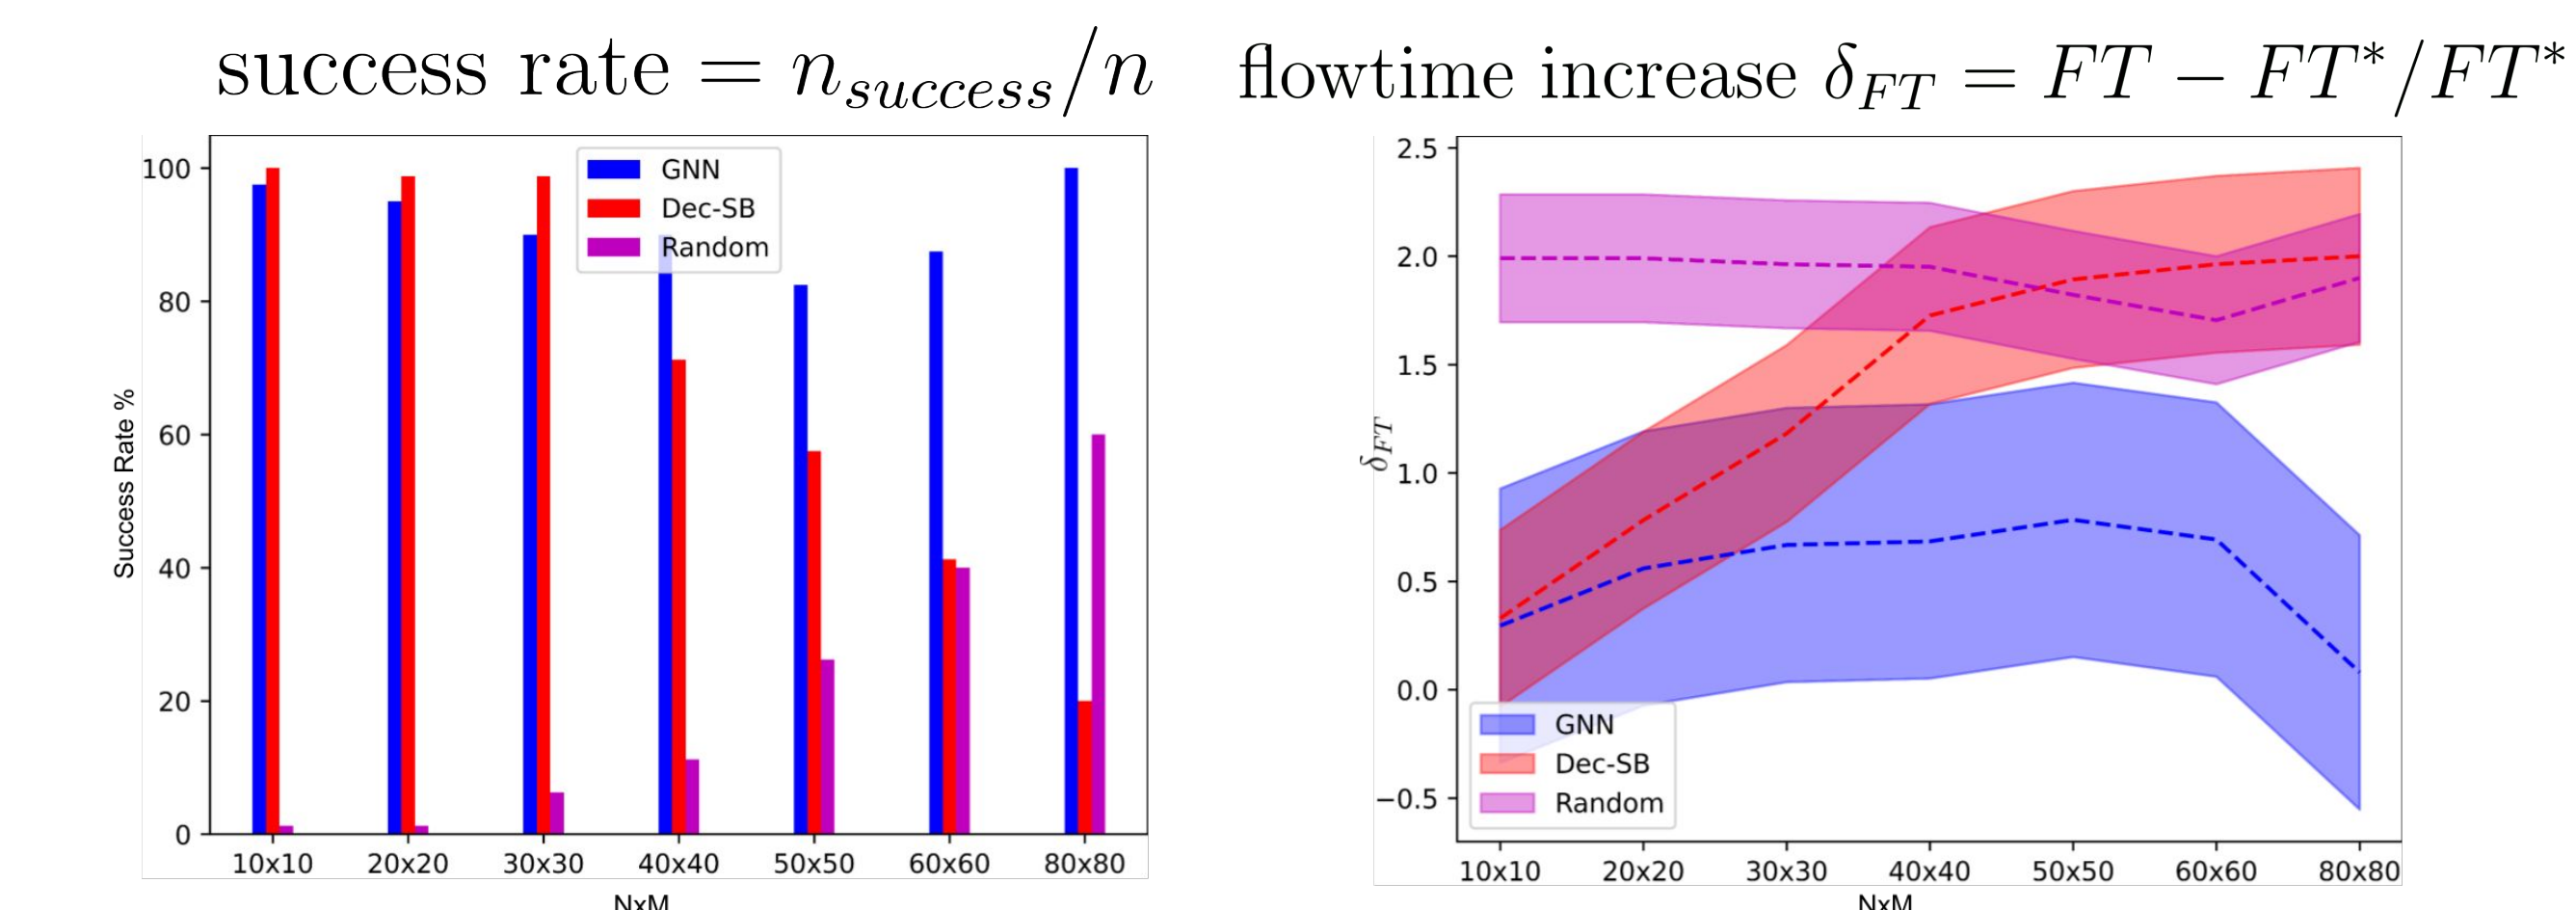 success rate = n_success/n
flowtime increase δ_FT = FT − FT*/FT*
100
80
60
40
20
0
Success Rate %
GNN
Dec-SB
Random
10x10 20x20 30x30 40x40 50x50 60x60 80x80
NxM
2.5
2.0
1.5
1.0
0.5
0.0
−0.5
δ_FT
GNN
Dec-SB
Random
10x10 20x20 30x30 40x40 50x50 60x60 80x80
NxM